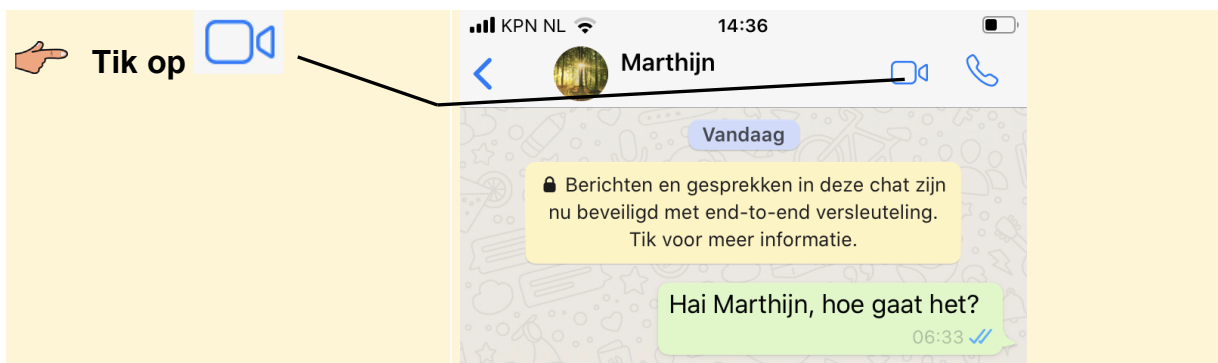 Tik op
KPN NL 14:36
Marthijn
Vandaag
Berichten en gesprekken in deze chat zijn
nu beveiligd met end-to-end versleuteling.
Tik voor meer informatie.
Hai Marthijn, hoe gaat het?
06:33